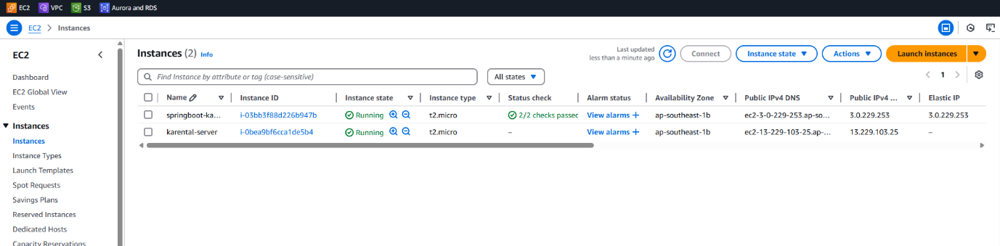 EC2 VPC S3 Aurora and RDS
EC2 > Instances
EC2
Dashboard
EC2 Global View
Events
Instances
Instances
Instance Types
Launch Templates
Spot Requests
Savings Plans
Reserved Instances
Dedicated Hosts
Capacity Reservations
Instances (2) Info
Last updated
less than a minute ago
Connect Instance state Actions Launch instances
Find Instance by attribute or tag (case-sensitive) All states 1
Name Instance ID Instance state Instance type Status check Alarm status Availability Zone Public IPv4 DNS Public IPv4 ... Elastic IP
springboot-ka... i-03bb3f88d226b947b Running t2.micro 2/2 checks passed View alarms + ap-southeast-1b ec2-3-0-229-253.ap-so... 3.0.229.253 3.0.229.253
karental-server i-0bea9bf6cca1de5b4 Running t2.micro – View alarms + ap-southeast-1b ec2-13-229-103-25.ap-... 13.229.103.25 –